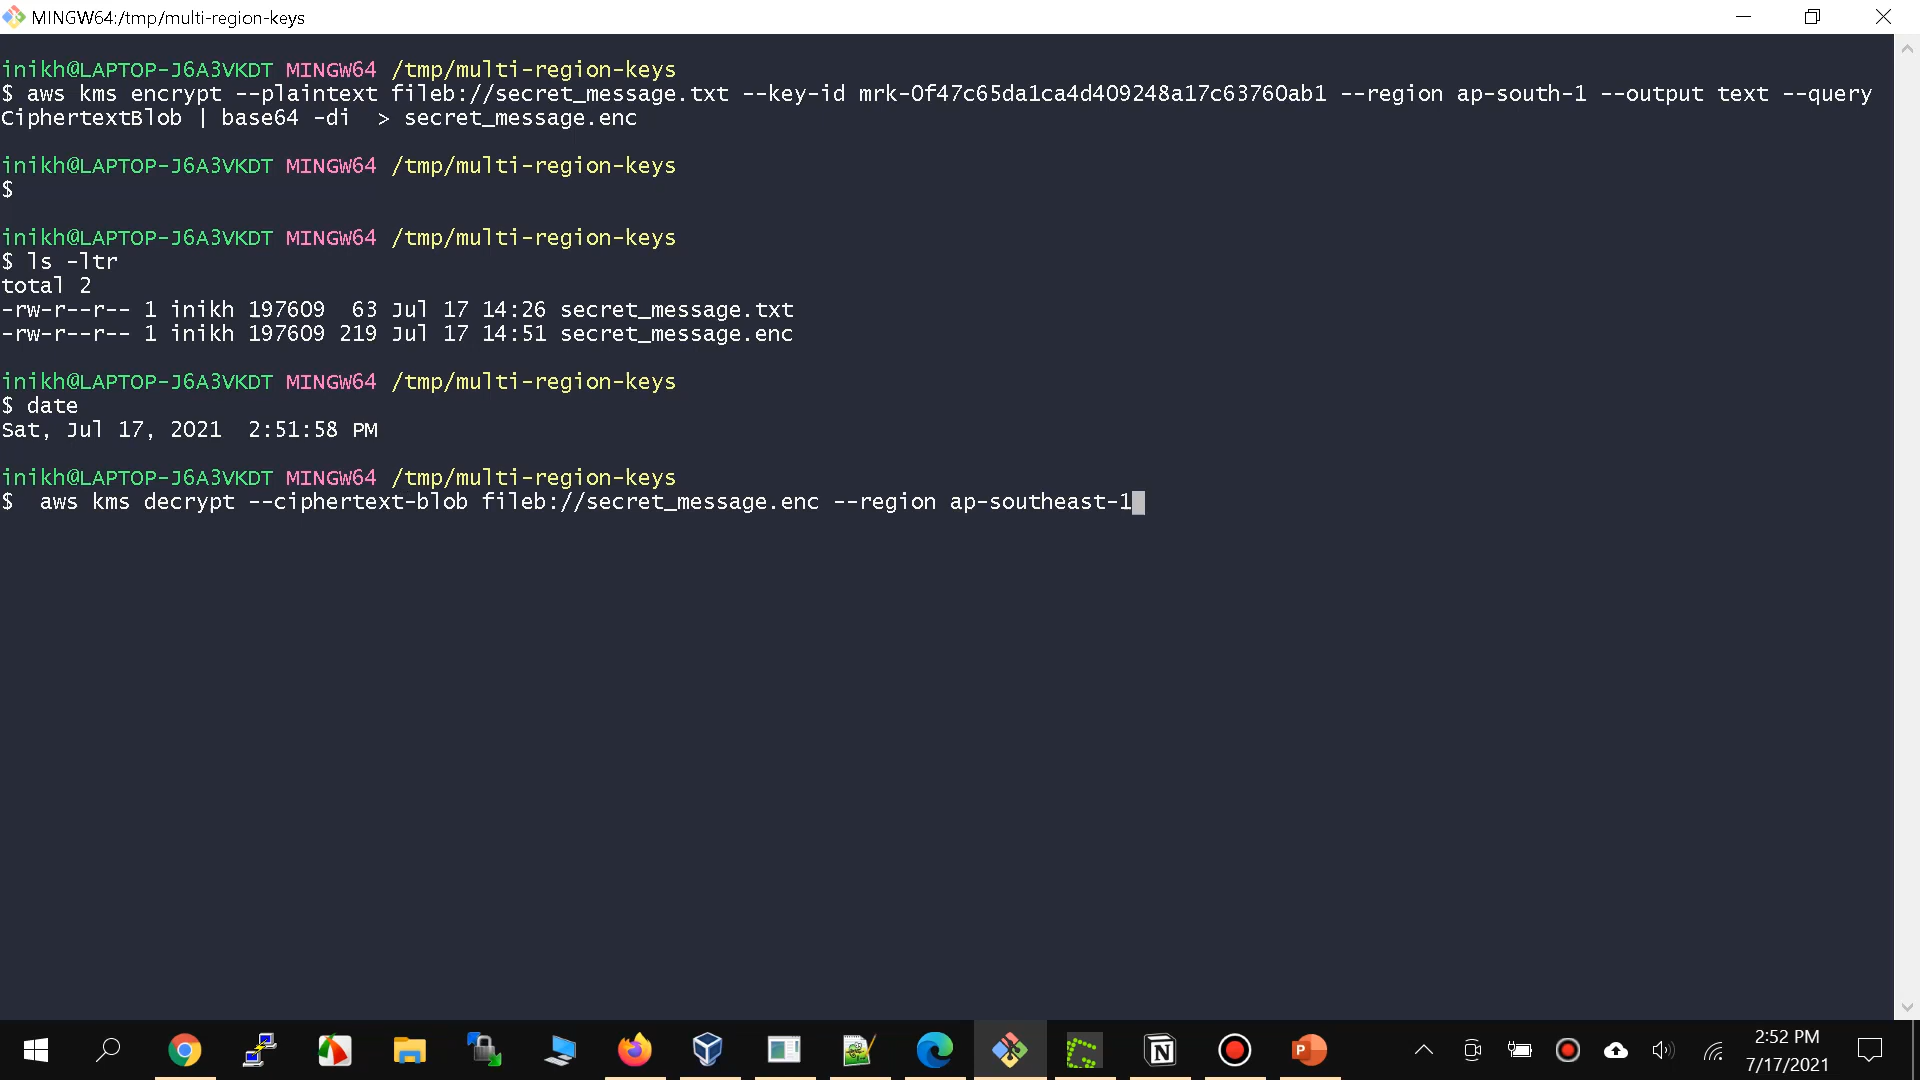 MINGW64:/tmp/multi-region-keys
inikh@LAPTOP-J6A3VKDT MINGW64 /tmp/multi-region-keys
$ aws kms encrypt --plaintext fileb://secret_message.txt --key-id mrk-0f47c65da1ca4d409248a17c63760ab1 --region ap-south-1 --output text --query
CiphertextBlob | base64 -di  > secret_message.enc
inikh@LAPTOP-J6A3VKDT MINGW64 /tmp/multi-region-keys
$
inikh@LAPTOP-J6A3VKDT MINGW64 /tmp/multi-region-keys
$ ls -ltr
total 2
-rw-r--r-- 1 inikh 197609  63 Jul 17 14:26 secret_message.txt
-rw-r--r-- 1 inikh 197609 219 Jul 17 14:51 secret_message.enc
inikh@LAPTOP-J6A3VKDT MINGW64 /tmp/multi-region-keys
$ date
Sat, Jul 17, 2021  2:51:58 PM
inikh@LAPTOP-J6A3VKDT MINGW64 /tmp/multi-region-keys
$  aws kms decrypt --ciphertext-blob fileb://secret_message.enc --region ap-southeast-1
2:52 PM
7/17/2021